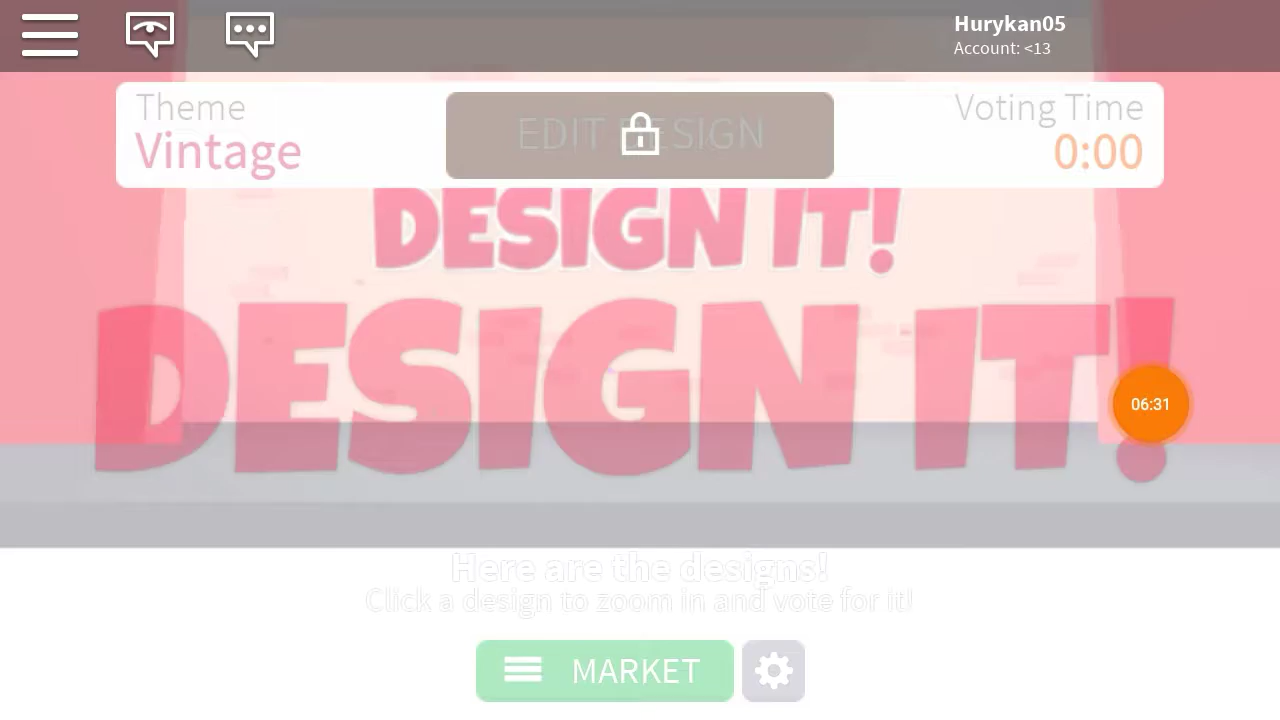 Hurykan05
Account: <13
Theme
Vintage
EDIT DESIGN
Voting Time
0:00
DESIGN IT!
DESIGN IT!
06:31
Here are the designs!
Click a design to zoom in and vote for it!
MARKET